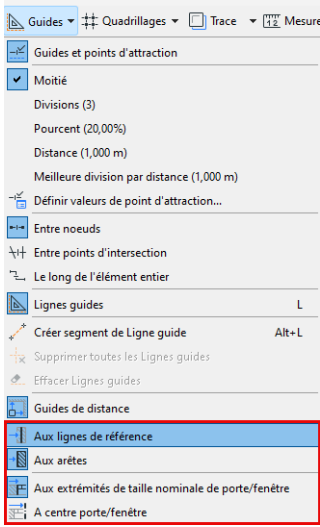 Guides Quadrillages Trace 12 Mesure
Guides et points d'attraction
Moitié
Divisions (3)
Pourcent (20,00%)
Distance (1,000 m)
Meilleure division par distance (1,000 m)
Définir valeurs de point d'attraction...
Entre noeuds
Entre points d'intersection
Le long de l'élément entier
Lignes guides L
Créer segment de Ligne guide Alt+L
Supprimer toutes les Lignes guides
Effacer Lignes guides
Guides de distance
Aux lignes de référence
Aux arêtes
Aux extrémités de taille nominale de porte/fenêtre
A centre porte/fenêtre